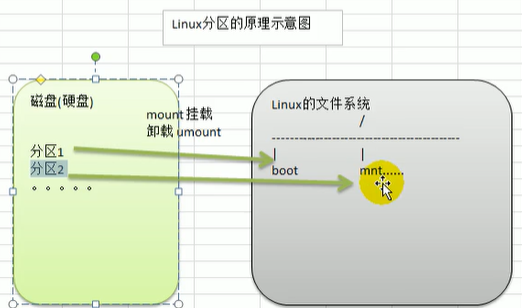 Linux分区的原理示意图
磁盘(硬盘)
mount 挂载
卸载 umount
分区1
分区2
。。。。。
Linux的文件系统
/
-----------------------------------------
| |
boot mnt......